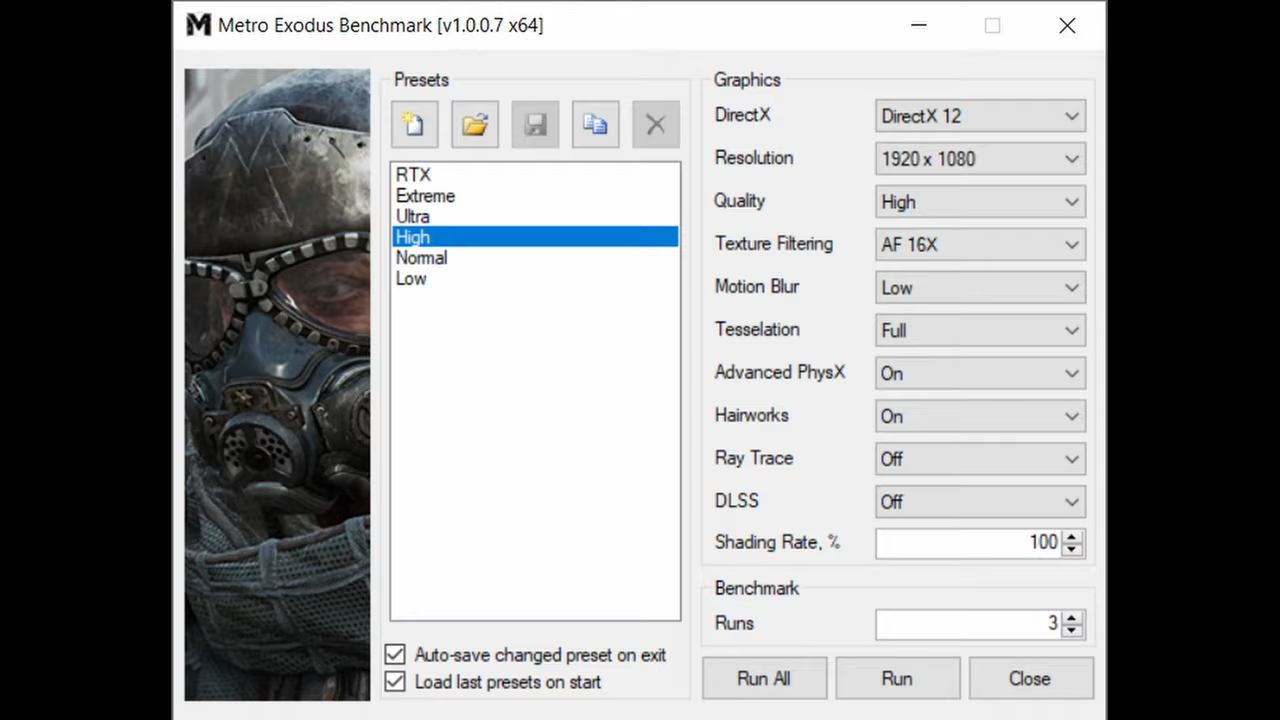 Metro Exodus Benchmark [v1.0.0.7 x64]
Presets
RTX
Extreme
Ultra
High
Normal
Low
Auto-save changed preset on exit
Load last presets on start
Graphics
DirectX DirectX 12
Resolution 1920 x 1080
Quality High
Texture Filtering AF 16X
Motion Blur Low
Tesselation Full
Advanced PhysX On
Hairworks On
Ray Trace Off
DLSS Off
Shading Rate, % 100
Benchmark
Runs 3
Run All Run Close